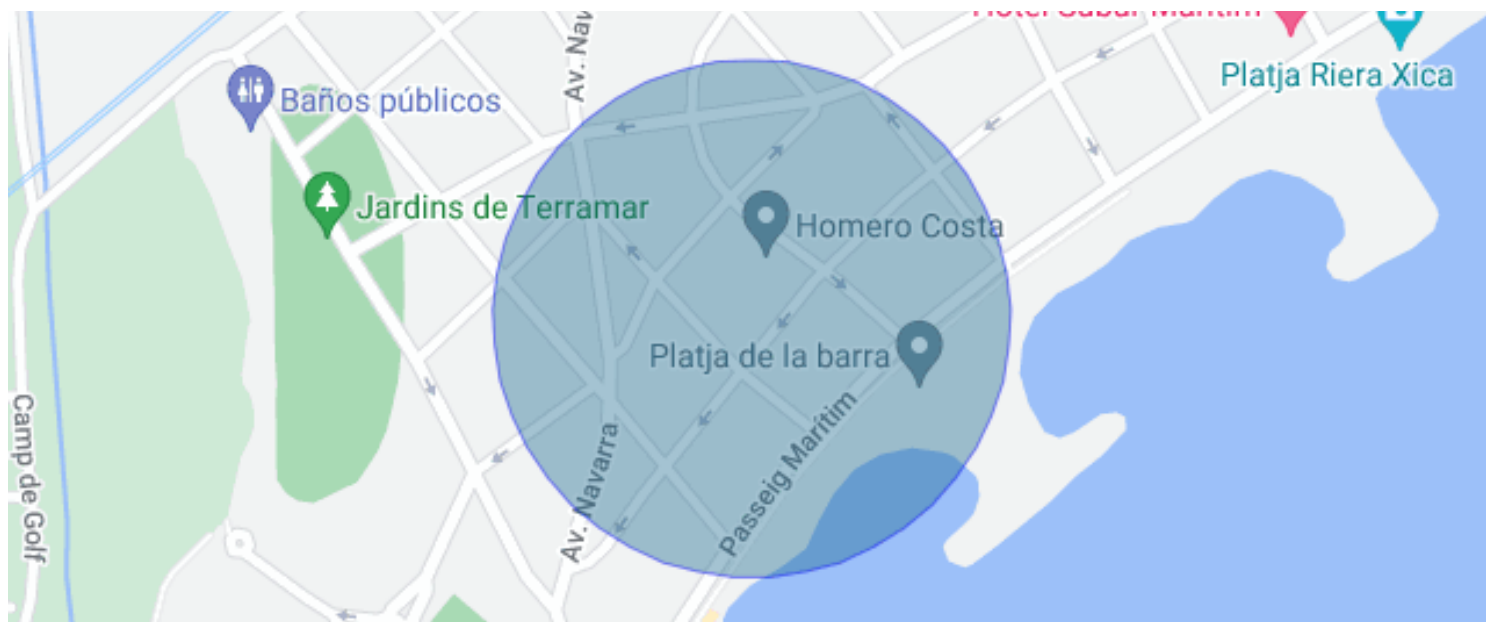 Av. Nav
Hotel Subur Marítim
Platja Riera Xica
Baños públicos
Jardins de Terramar
Homero Costa
Platja de la barra
Camp de Golf
Av. Navarra
Passeig Marítim